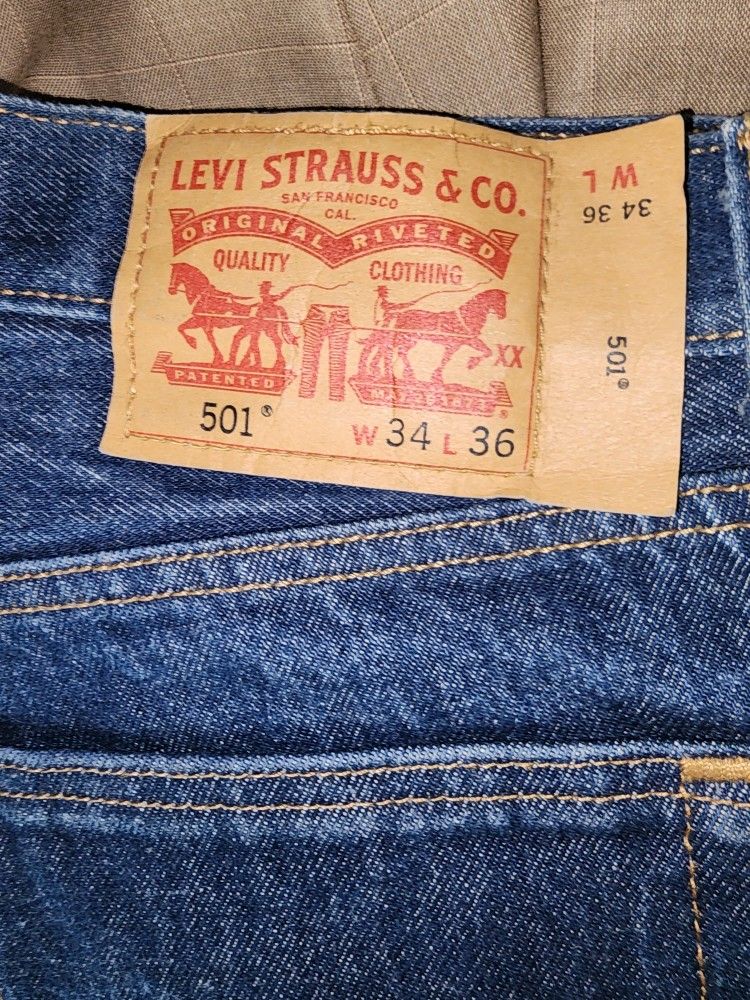 LEVI STRAUSS & CO.
SAN FRANCISCO
CAL.
ORIGINAL RIVETED
QUALITY CLOTHING
XX
PATENTED
501®
W 34 L 36
W L
34 36
501®